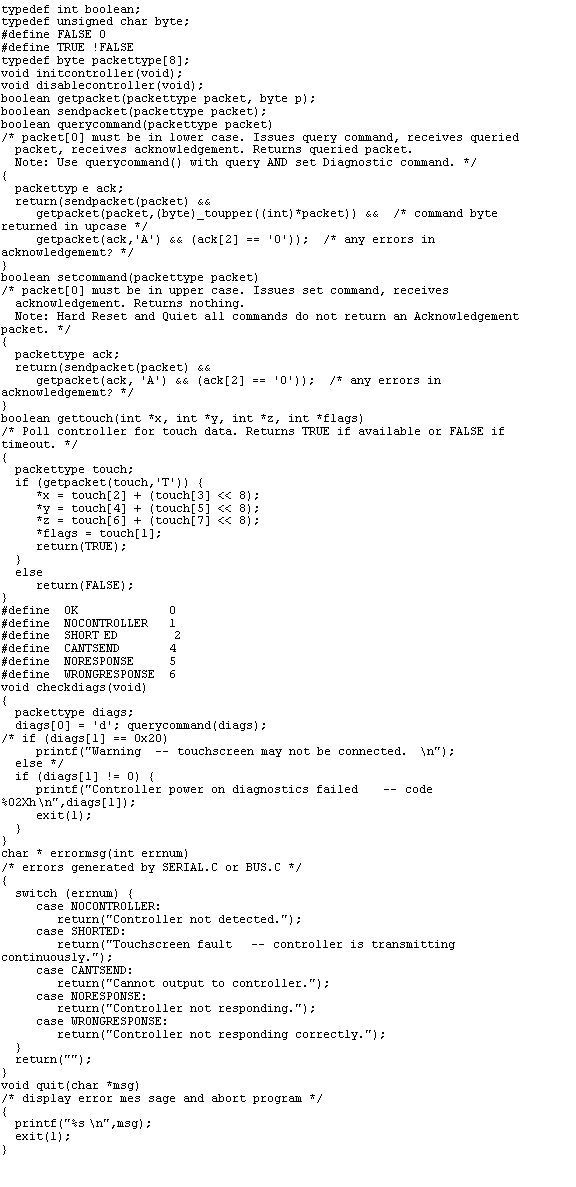 typedef int boolean;
typedef unsigned char byte;
#define FALSE 0
#define TRUE !FALSE
typedef byte packettype[8];
void initcontroller(void);
void disablecontroller(void);
boolean getpacket(packettype packet, byte p);
boolean sendpacket(packettype packet);
boolean querycommand(packettype packet)
/* packet[0] must be in lower case. Issues query command, receives queried
  packet, receives acknowledgement. Returns queried packet.
  Note: Use querycommand() with query AND set Diagnostic command. */
{
  packettyp e ack;
  return(sendpacket(packet) &&
     getpacket(packet,(byte)_toupper((int)*packet)) &&  /* command byte
returned in upcase */
     getpacket(ack,'A') && (ack[2] == '0'));  /* any errors in
acknowledgememt? */
}
boolean setcommand(packettype packet)
/* packet[0] must be in upper case. Issues set command, receives
  acknowledgement. Returns nothing.
  Note: Hard Reset and Quiet all commands do not return an Acknowledgement
packet. */
{
  packettype ack;
  return(sendpacket(packet) &&
     getpacket(ack, 'A') && (ack[2] == '0'));  /* any errors in
acknowledgememt? */
}
boolean gettouch(int *x, int *y, int *z, int *flags)
/* Poll controller for touch data. Returns TRUE if available or FALSE if
timeout. */
{
  packettype touch;
  if (getpacket(touch,'T')) {
     *x = touch[2] + (touch[3] << 8);
     *y = touch[4] + (touch[5] << 8);
     *z = touch[6] + (touch[7] << 8);
     *flags = touch[1];
     return(TRUE);
  }
  else
     return(FALSE);
}
#define  OK             0
#define  NOCONTROLLER   1
#define  SHORT ED        2
#define  CANTSEND       4
#define  NORESPONSE     5
#define  WRONGRESPONSE  6
void checkdiags(void)
{
  packettype diags;
  diags[0] = 'd'; querycommand(diags);
/* if (diags[1] == 0x20)
     printf("Warning  -- touchscreen may not be connected.  \n");
  else */
  if (diags[1] != 0) {
     printf("Controller power on diagnostics failed   -- code
%02Xh\n",diags[1]);
     exit(1);
  }
}
char * errormsg(int errnum)
/* errors generated by SERIAL.C or BUS.C */
{
  switch (errnum) {
     case NOCONTROLLER:
        return("Controller not detected.");
     case SHORTED:
        return("Touchscreen fault  -- controller is transmitting
continuously.");
     case CANTSEND:
        return("Cannot output to controller.");
     case NORESPONSE:
        return("Controller not responding.");
     case WRONGRESPONSE:
        return("Controller not responding correctly.");
  }
  return("");
}
void quit(char *msg)
/* display error mes sage and abort program */
{
  printf("%s \n",msg);
  exit(1);
}